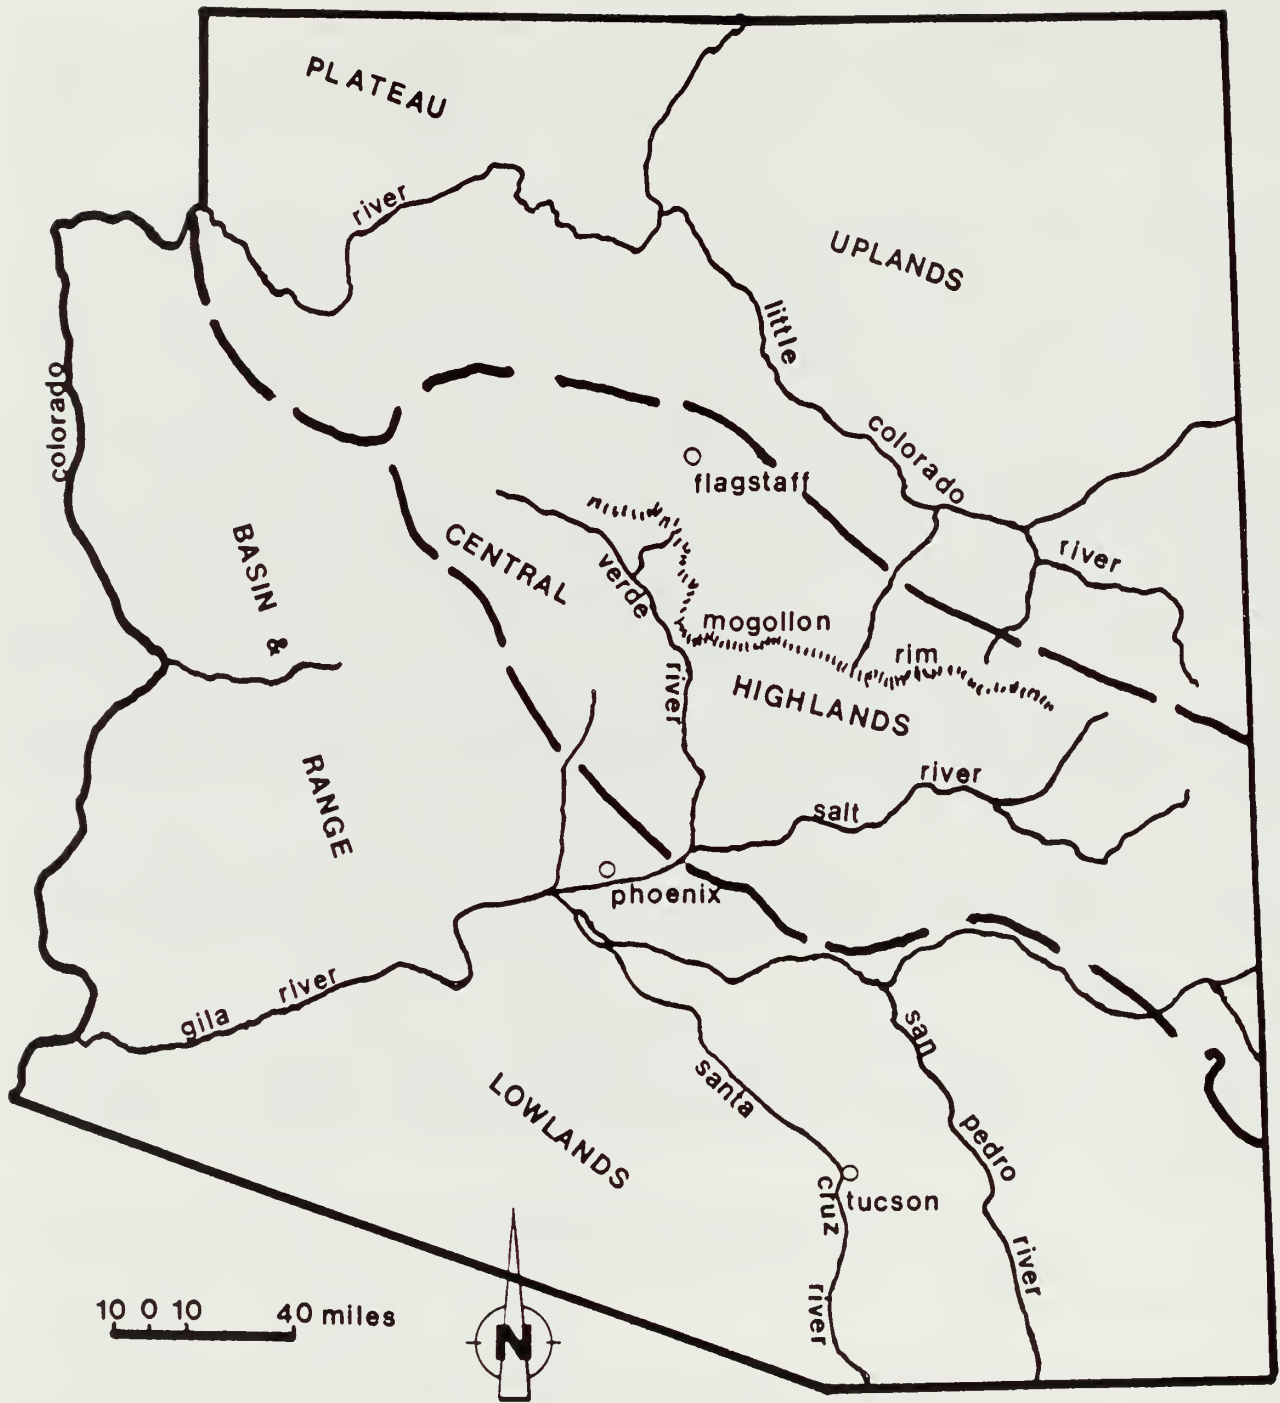 PLATEAU
river
UPLANDS
little
colorado
colorado
flagstaff
BASIN &
CENTRAL
verde
river
mogollon
rim
river
HIGHLANDS
RANGE
river
salt
phoenix
gila river
san
pedro
river
santa
cruz
river
LOWLANDS
tucson
10 0 10 40 miles
N